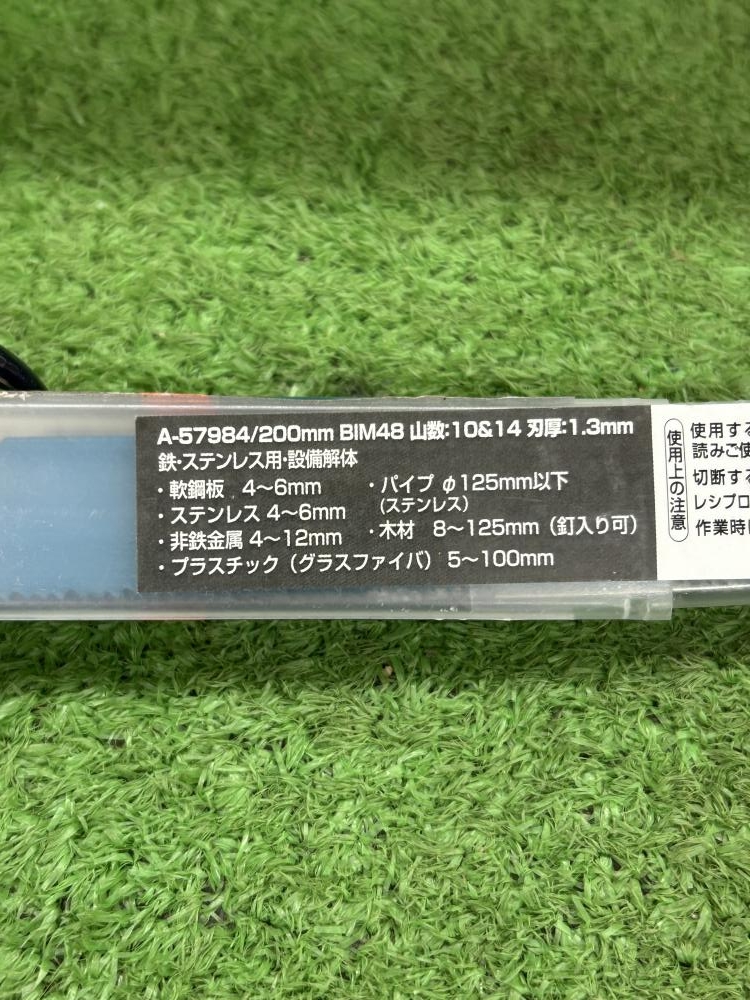 A-57984/200mm BIM48 山数:10&14 刃厚:1.3mm
鉄・ステンレス用・設備解体
・軟鋼板 4〜6mm
・ステンレス 4〜6mm
・非鉄金属 4〜12mm
・プラスチック（グラスファイバ） 5〜100mm
・パイプ φ125mm以下
(ステンレス)
・木材 8〜125mm（釘入り可）
使用上の注意
使用する
読みご使
切断する
レシプロ
作業時